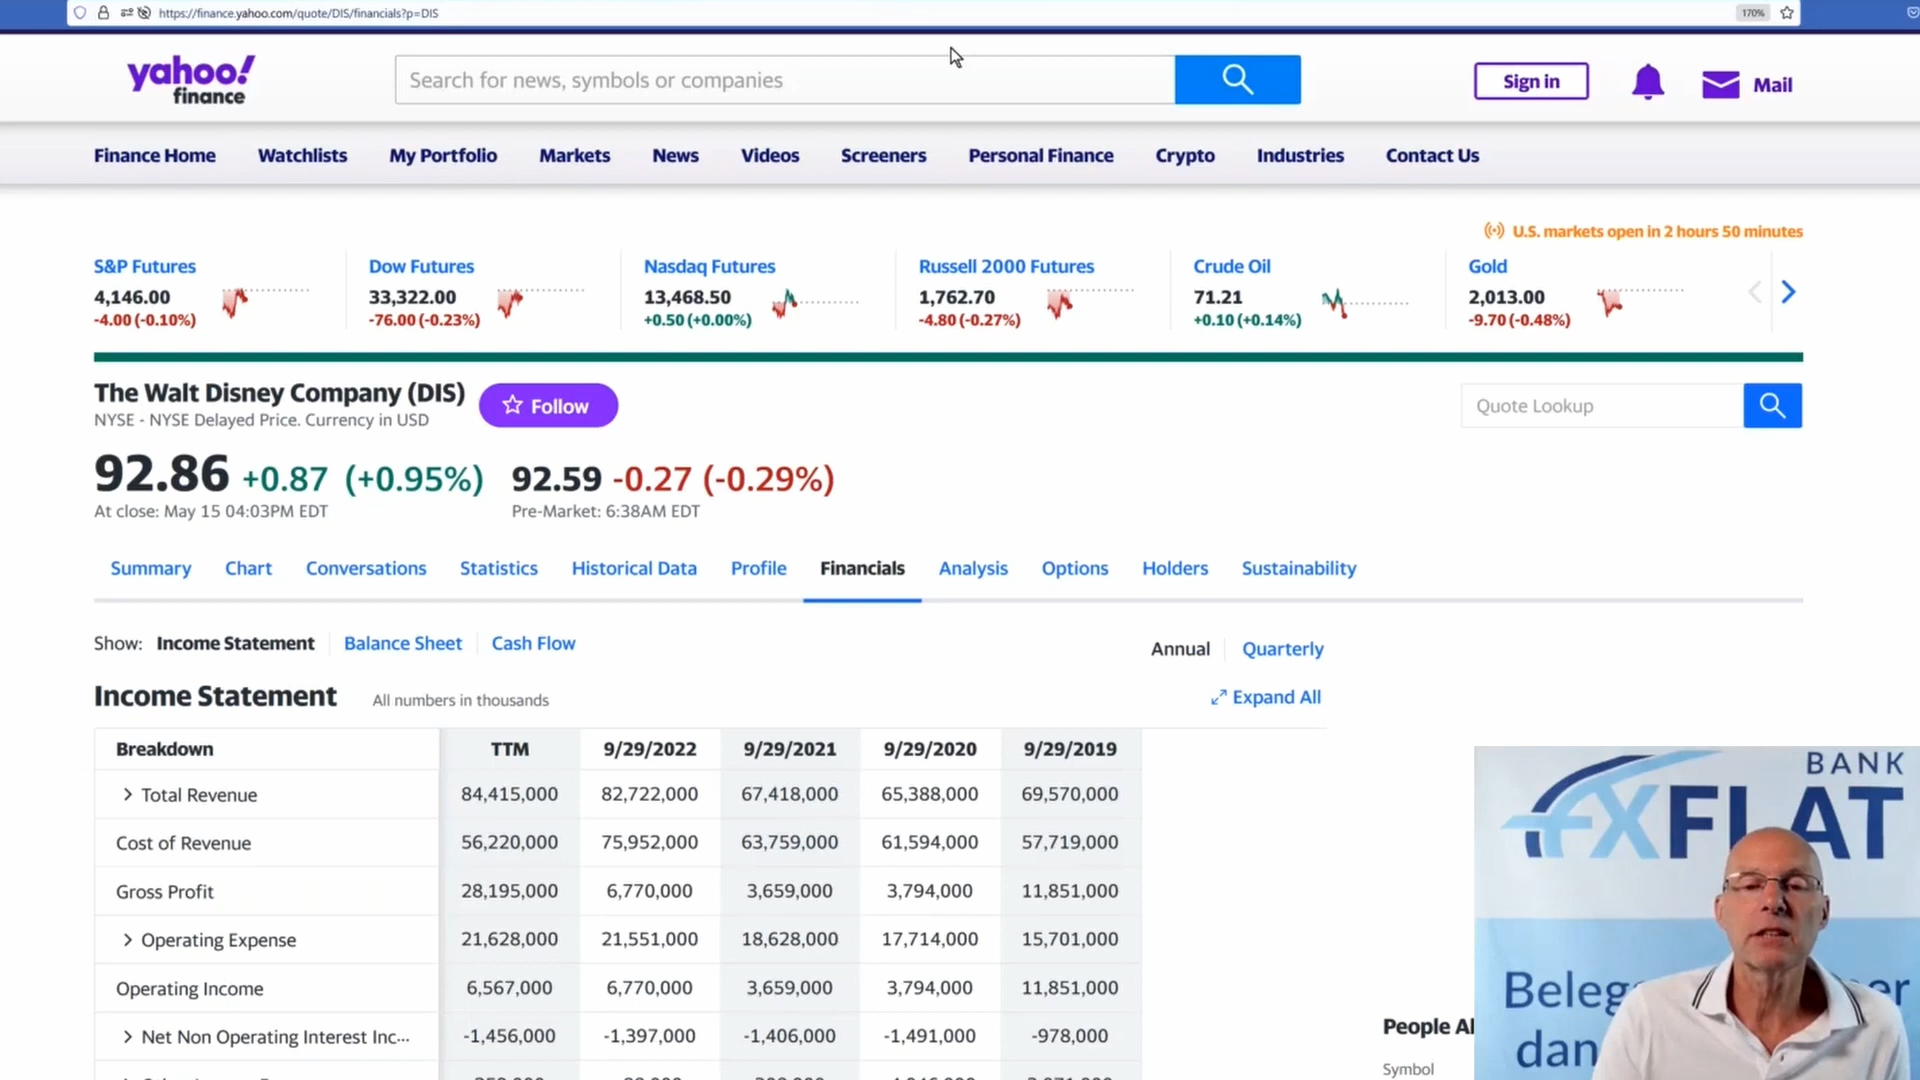 https://finance.yahoo.com/quote/DIS/financials?p=DIS
170%
yahoo!
finance
Search for news, symbols or companies
Sign in
Mail
Finance Home Watchlists My Portfolio Markets News Videos Screeners Personal Finance Crypto Industries Contact Us
U.S. markets open in 2 hours 50 minutes
S&P Futures Dow Futures Nasdaq Futures Russell 2000 Futures Crude Oil Gold
4,146.00 33,322.00 13,468.50 1,762.70 71.21 2,013.00
-4.00 (-0.10%) -76.00 (-0.23%) +0.50 (+0.00%) -4.80 (-0.27%) +0.10 (+0.14%) -9.70 (-0.48%)
The Walt Disney Company (DIS)
Follow
NYSE - NYSE Delayed Price. Currency in USD
Quote Lookup
92.86 +0.87 (+0.95%) 92.59 -0.27 (-0.29%)
At close: May 15 04:03PM EDT Pre-Market: 6:38AM EDT
Summary Chart Conversations Statistics Historical Data Profile Financials Analysis Options Holders Sustainability
Show: Income Statement Balance Sheet Cash Flow
Annual Quarterly
Income Statement All numbers in thousands
Expand All
Breakdown TTM 9/29/2022 9/29/2021 9/29/2020 9/29/2019
Total Revenue 84,415,000 82,722,000 67,418,000 65,388,000 69,570,000
Cost of Revenue 56,220,000 75,952,000 63,759,000 61,594,000 57,719,000
Gross Profit 28,195,000 6,770,000 3,659,000 3,794,000 11,851,000
Operating Expense 21,628,000 21,551,000 18,628,000 17,714,000 15,701,000
Operating Income 6,567,000 6,770,000 3,659,000 3,794,000 11,851,000
Net Non Operating Interest Inc... -1,456,000 -1,397,000 -1,406,000 -1,491,000 -978,000
People Al
Symbol
BANK
FXFLAT
Beleg
er
dan